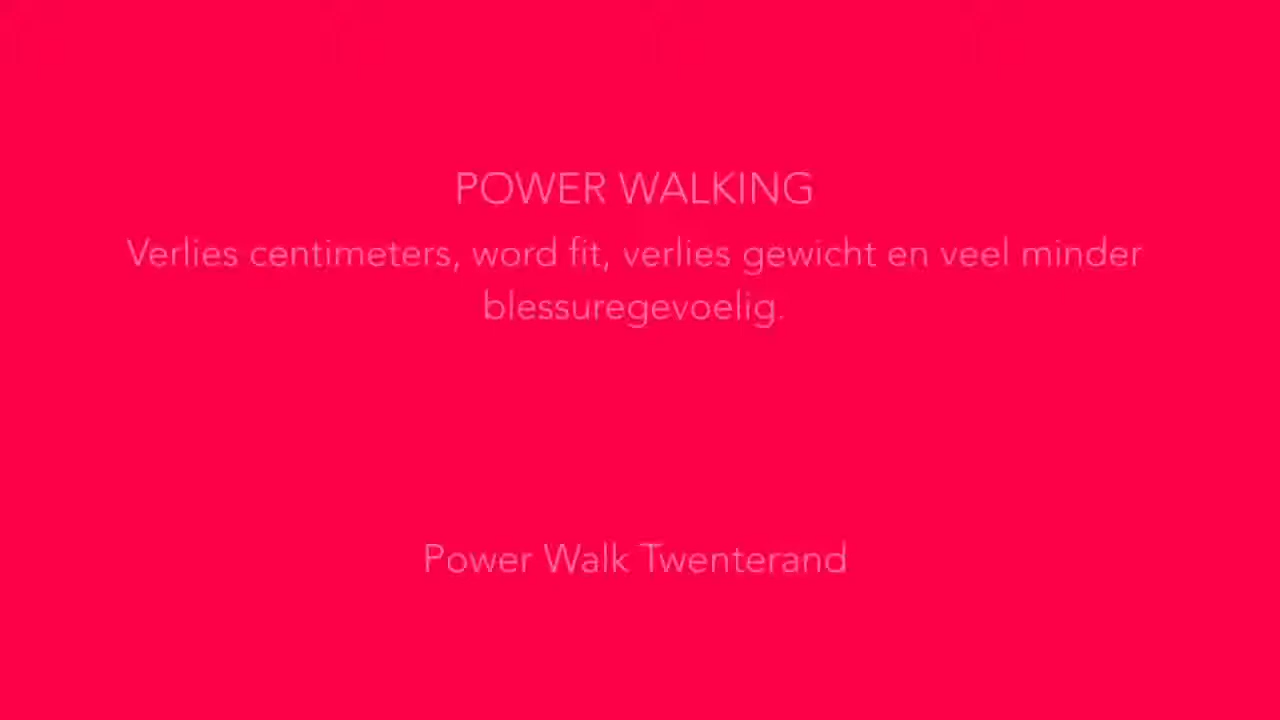 POWER WALKING
Verlies centimeters, word fit, verlies gewicht en veel minder
blessuregevoelig.
Power Walk Twenterand